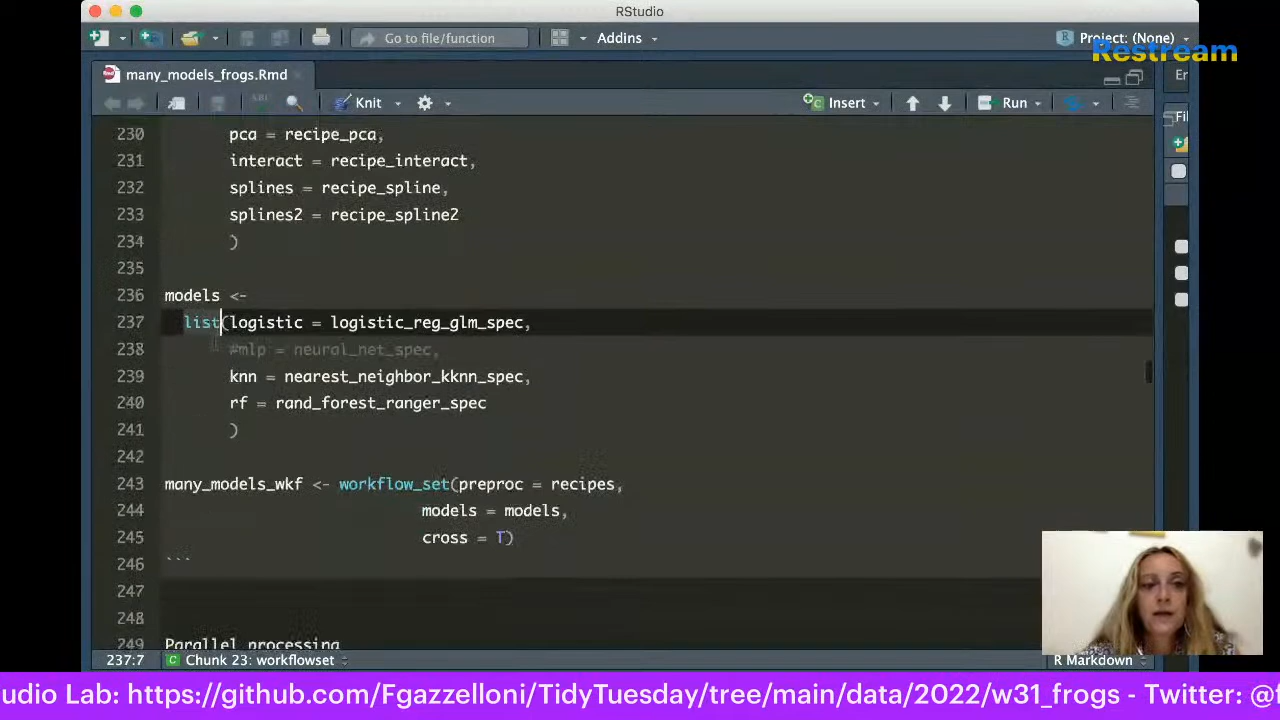 RStudio
Go to file/function
Addins
Project: (None)
Restream
many_models_frogs.Rmd
Knit
Insert
Run
230 pca = recipe_pca,
231 interact = recipe_interact,
232 splines = recipe_spline,
233 splines2 = recipe_spline2
234 )
235
236 models <-
237 list(logistic = logistic_reg_glm_spec,
238 #mlp = neural_net_spec,
239 knn = nearest_neighbor_kknn_spec,
240 rf = rand_forest_ranger_spec
241 )
242
243 many_models_wkf <- workflow_set(preproc = recipes,
244 models = models,
245 cross = T)
246 ```
247
248
249 Parallel processing
237:7 Chunk 23: workflowset R Markdown
udio Lab: https://github.com/Fgazzelloni/TidyTuesday/tree/main/data/2022/w31_frogs - Twitter: @f